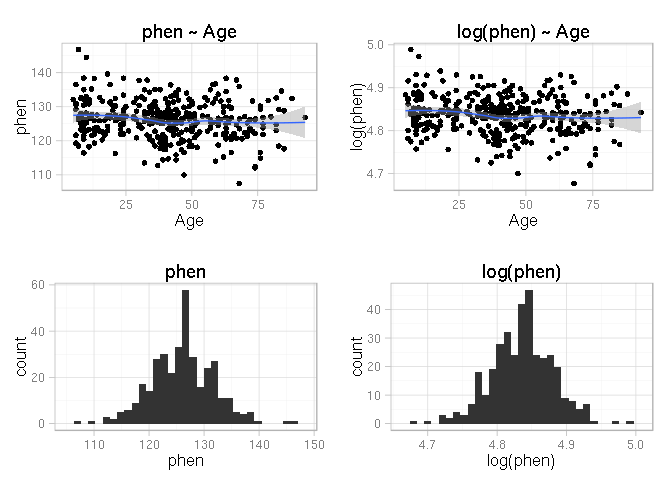 phen ~ Age
log(phen) ~ Age
phen
140
130
120
110
25 50 75
Age
log(phen)
5.0
4.9
4.8
4.7
25 50 75
Age
phen
log(phen)
count
60
40
20
0
110 120 130 140 150
phen
count
40
30
20
10
0
4.7 4.8 4.9 5.0
log(phen)